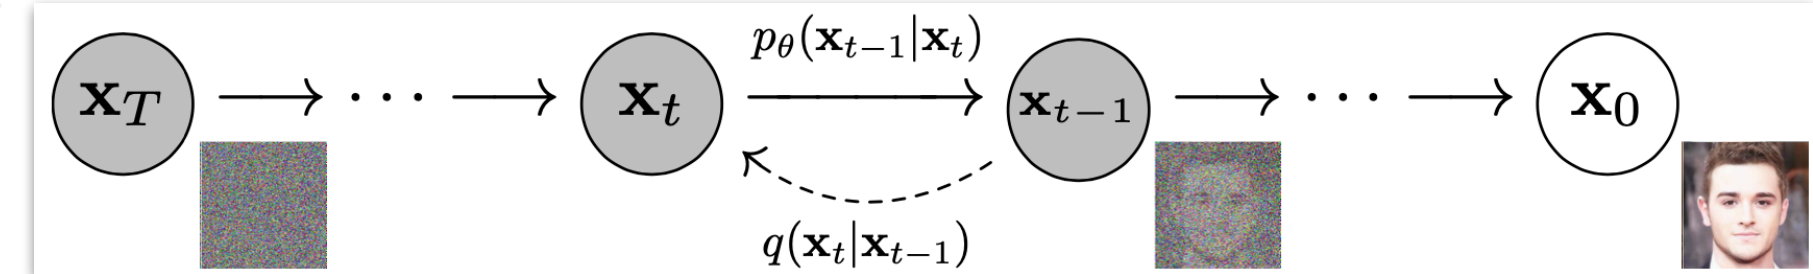 p_θ(x_{t−1}|x_t)
x_T → ··· → x_t → x_{t−1} → ··· → x_0
q(x_t|x_{t−1})